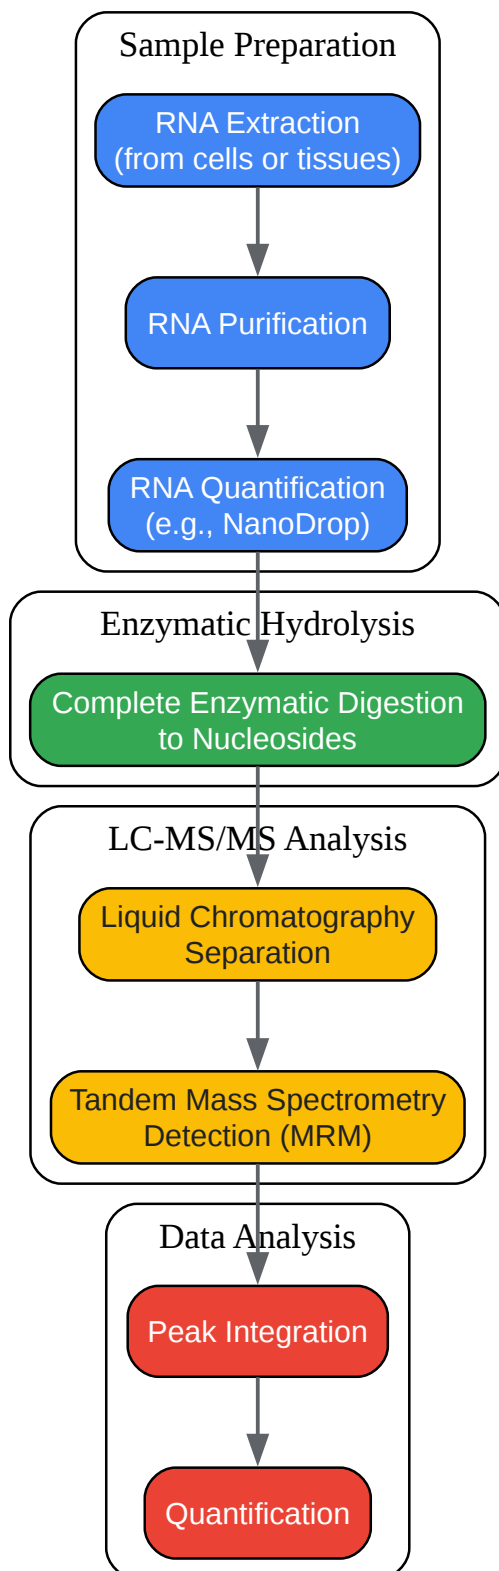 Sample Preparation
RNA Extraction
(from cells or tissues)
RNA Purification
RNA Quantification
(e.g., NanoDrop)
Enzymatic Hydrolysis
Complete Enzymatic Digestion
to Nucleosides
LC-MS/MS Analysis
Liquid Chromatography
Separation
Tandem Mass Spectrometry
Detection (MRM)
Data Analysis
Peak Integration
Quantification